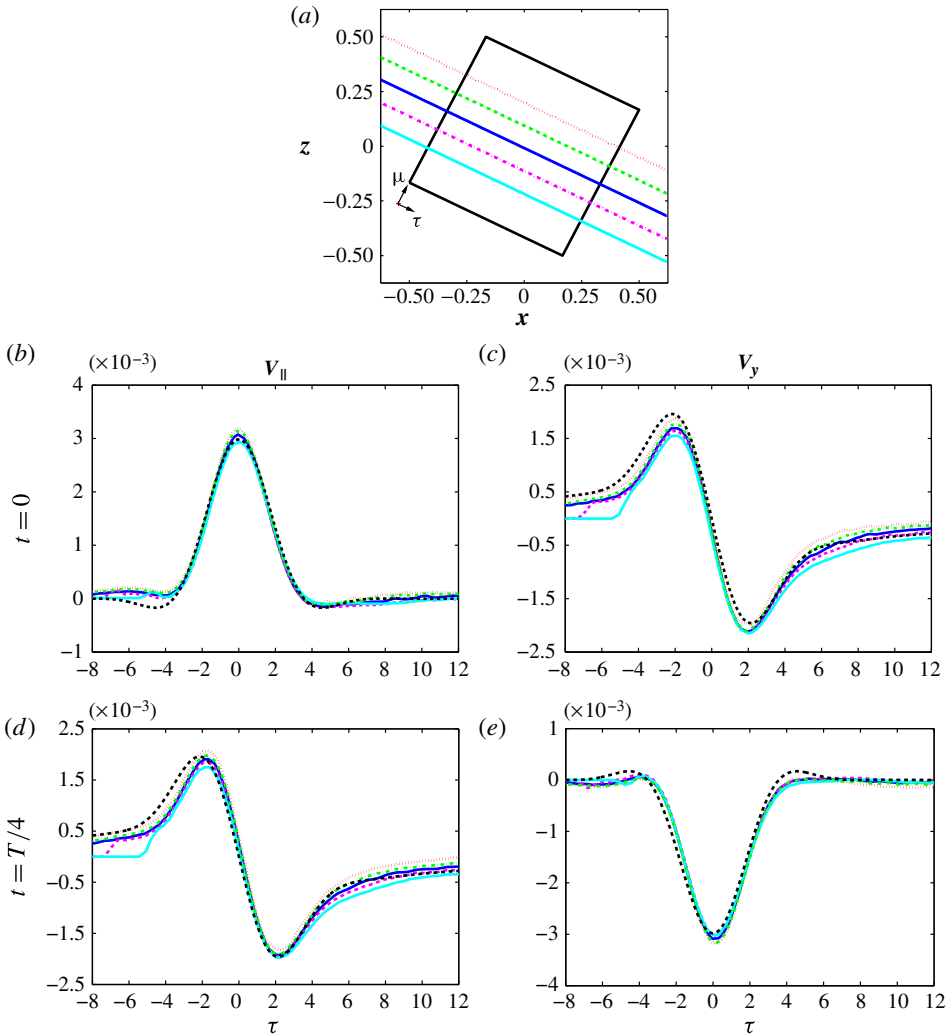 (a)
0.50
0.25
z
0
μ
τ
−0.25
−0.50
−0.50 −0.25 0 0.25 0.50
x
(b) (×10−3) V∥
4
3
2
1
0
−1
−8 −6 −4 −2 0 2 4 6 8 10 12
t = 0
(c) (×10−3) Vy
2.5
1.5
0.5
−0.5
−1.5
−2.5
−8 −6 −4 −2 0 2 4 6 8 10 12
(d) (×10−3)
2.5
1.5
0.5
−0.5
−1.5
−2.5
−8 −6 −4 −2 0 2 4 6 8 10 12
t = T/4
τ
(e) (×10−3)
1
0
−1
−2
−3
−4
−8 −6 −4 −2 0 2 4 6 8 10 12
τ